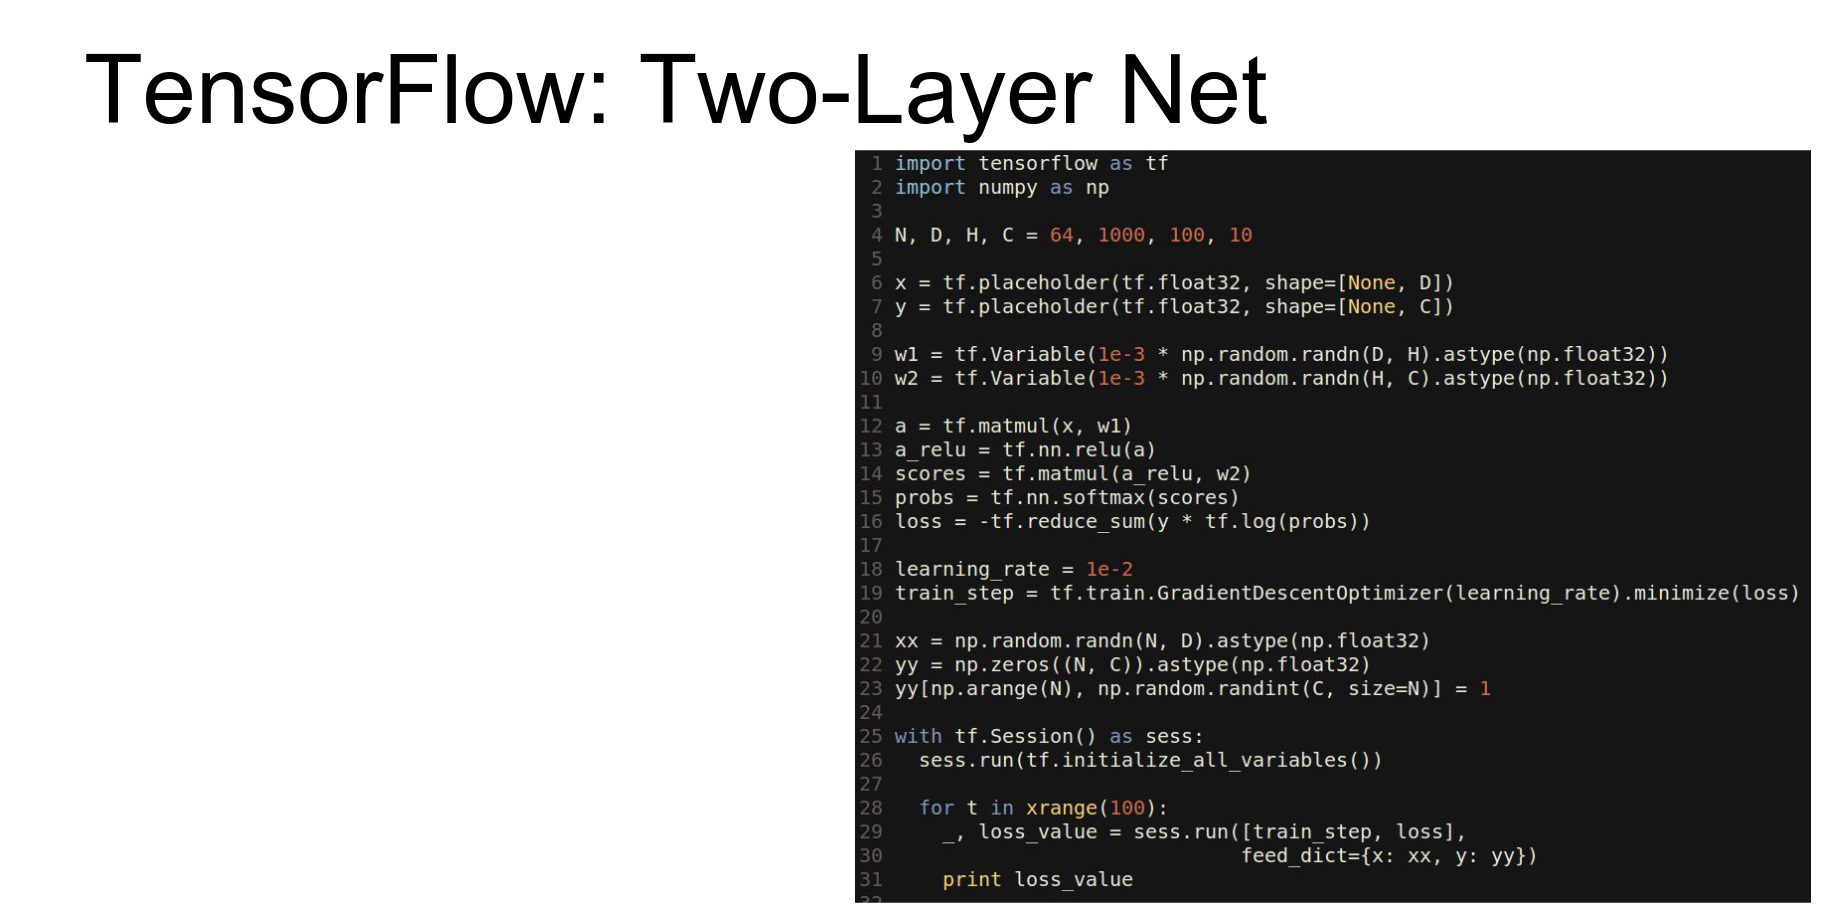 TensorFlow: Two-Layer Net
1 import tensorflow as tf
2 import numpy as np
3
4 N, D, H, C = 64, 1000, 100, 10
5
6 x = tf.placeholder(tf.float32, shape=[None, D])
7 y = tf.placeholder(tf.float32, shape=[None, C])
8
9 w1 = tf.Variable(1e-3 * np.random.randn(D, H).astype(np.float32))
10 w2 = tf.Variable(1e-3 * np.random.randn(H, C).astype(np.float32))
11
12 a = tf.matmul(x, w1)
13 a_relu = tf.nn.relu(a)
14 scores = tf.matmul(a_relu, w2)
15 probs = tf.nn.softmax(scores)
16 loss = -tf.reduce_sum(y * tf.log(probs))
17
18 learning_rate = 1e-2
19 train_step = tf.train.GradientDescentOptimizer(learning_rate).minimize(loss)
20
21 xx = np.random.randn(N, D).astype(np.float32)
22 yy = np.zeros((N, C)).astype(np.float32)
23 yy[np.arange(N), np.random.randint(C, size=N)] = 1
24
25 with tf.Session() as sess:
26   sess.run(tf.initialize_all_variables())
27
28   for t in xrange(100):
29     _, loss_value = sess.run([train_step, loss],
30                              feed_dict={x: xx, y: yy})
31     print loss_value
32